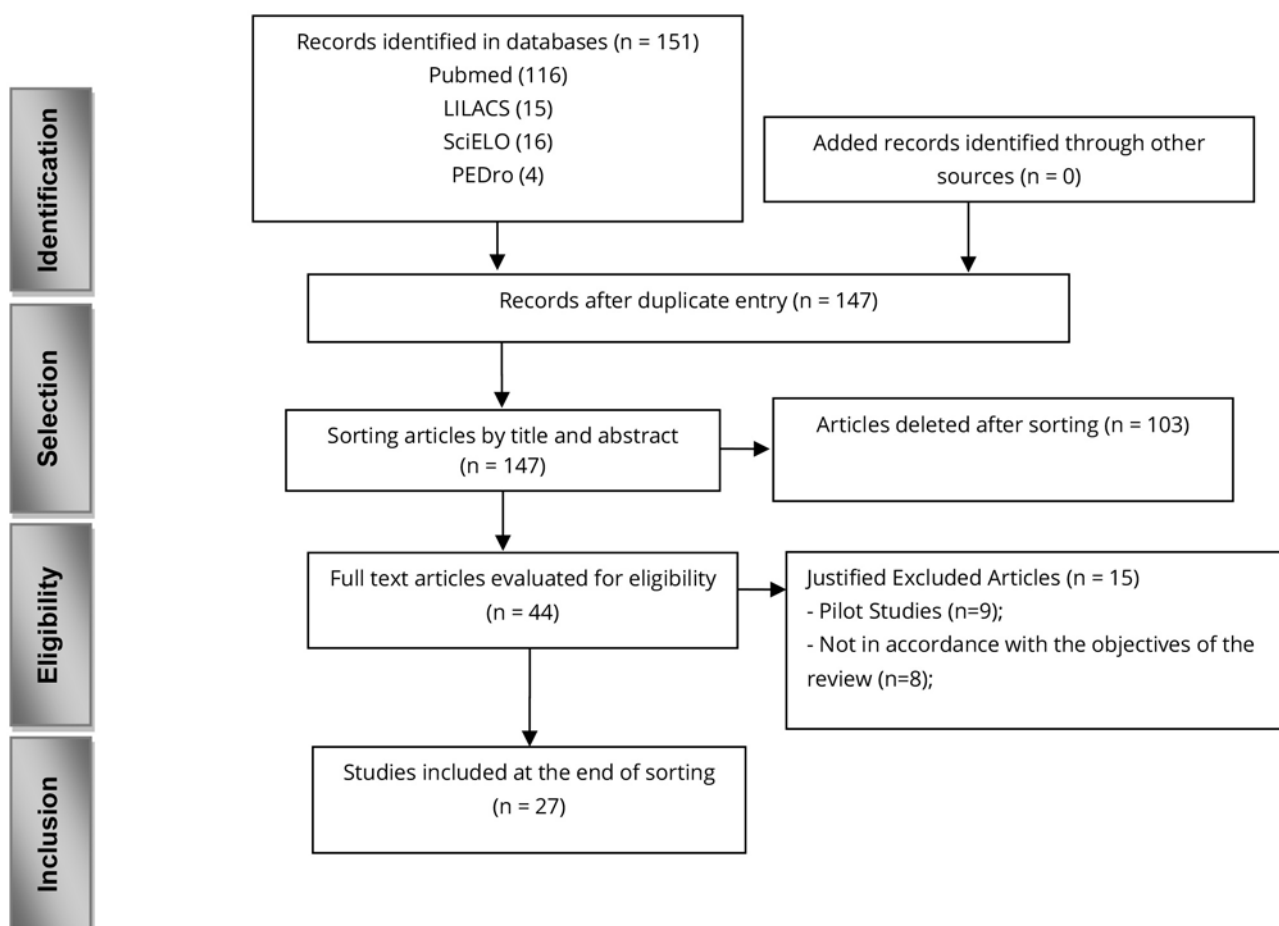 Identification
Records identified in databases (n = 151)
Pubmed (116)
LILACS (15)
SciELO (16)
PEDro (4)
Added records identified through other
sources (n = 0)
Records after duplicate entry (n = 147)
Selection
Sorting articles by title and abstract
(n = 147)
Articles deleted after sorting (n = 103)
Eligibility
Full text articles evaluated for eligibility
(n = 44)
Justified Excluded Articles (n = 15)
- Pilot Studies (n=9);
- Not in accordance with the objectives of the
review (n=8);
Inclusion
Studies included at the end of sorting
(n = 27)